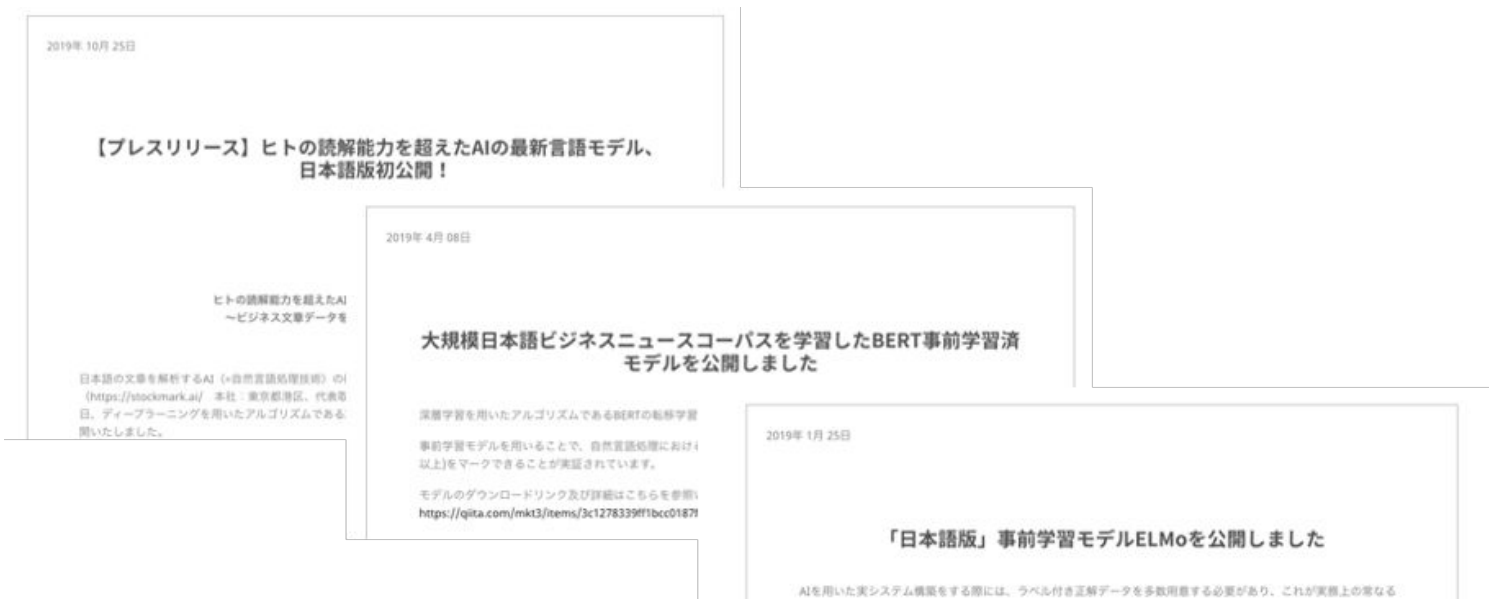 2019年 10月 25日
【プレスリリース】ヒトの読解能力を超えたAIの最新言語モデル、
日本語版初公開！
ヒトの読解能力を超えたAI
～ビジネス文章データを
日本語の文章を解析するAI（=自然言語処理技術）の
（https://stockmark.ai/ 本社：東京都港区、代表取
日、ディープラーニングを用いたアルゴリズムである
開いたしました。
2019年 4月 08日
大規模日本語ビジネスニュースコーパスを学習したBERT事前学習済
モデルを公開しました
深層学習を用いたアルゴリズムであるBERTの転移学習
事前学習モデルを用いることで、自然言語処理における
以上)をマークできることが実証されています。
モデルのダウンロードリンク及び詳細はこちらを参照
https://qiita.com/mkt3/items/3c1278339ff1bcc0187f
2019年 1月 25日
「日本語版」事前学習モデルELMoを公開しました
AIを用いた実システム構築をする際には、ラベル付き正解データを多数用意する必要があり、これが実務上の常なる